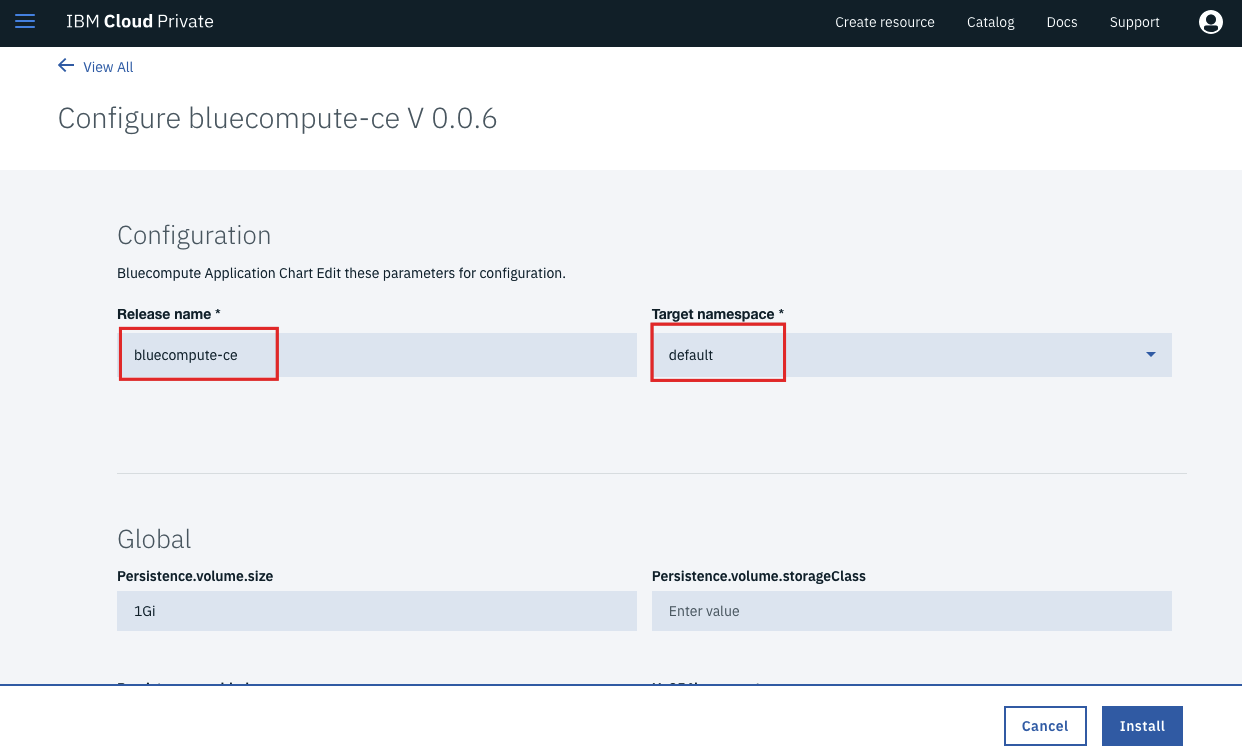 IBM Cloud Private
Create resource Catalog Docs Support
View All
Configure bluecompute-ce V 0.0.6
Configuration
Bluecompute Application Chart Edit these parameters for configuration.
Release name * Target namespace *
bluecompute-ce default
Global
Persistence.volume.size Persistence.volume.storageClass
1Gi Enter value
Cancel Install